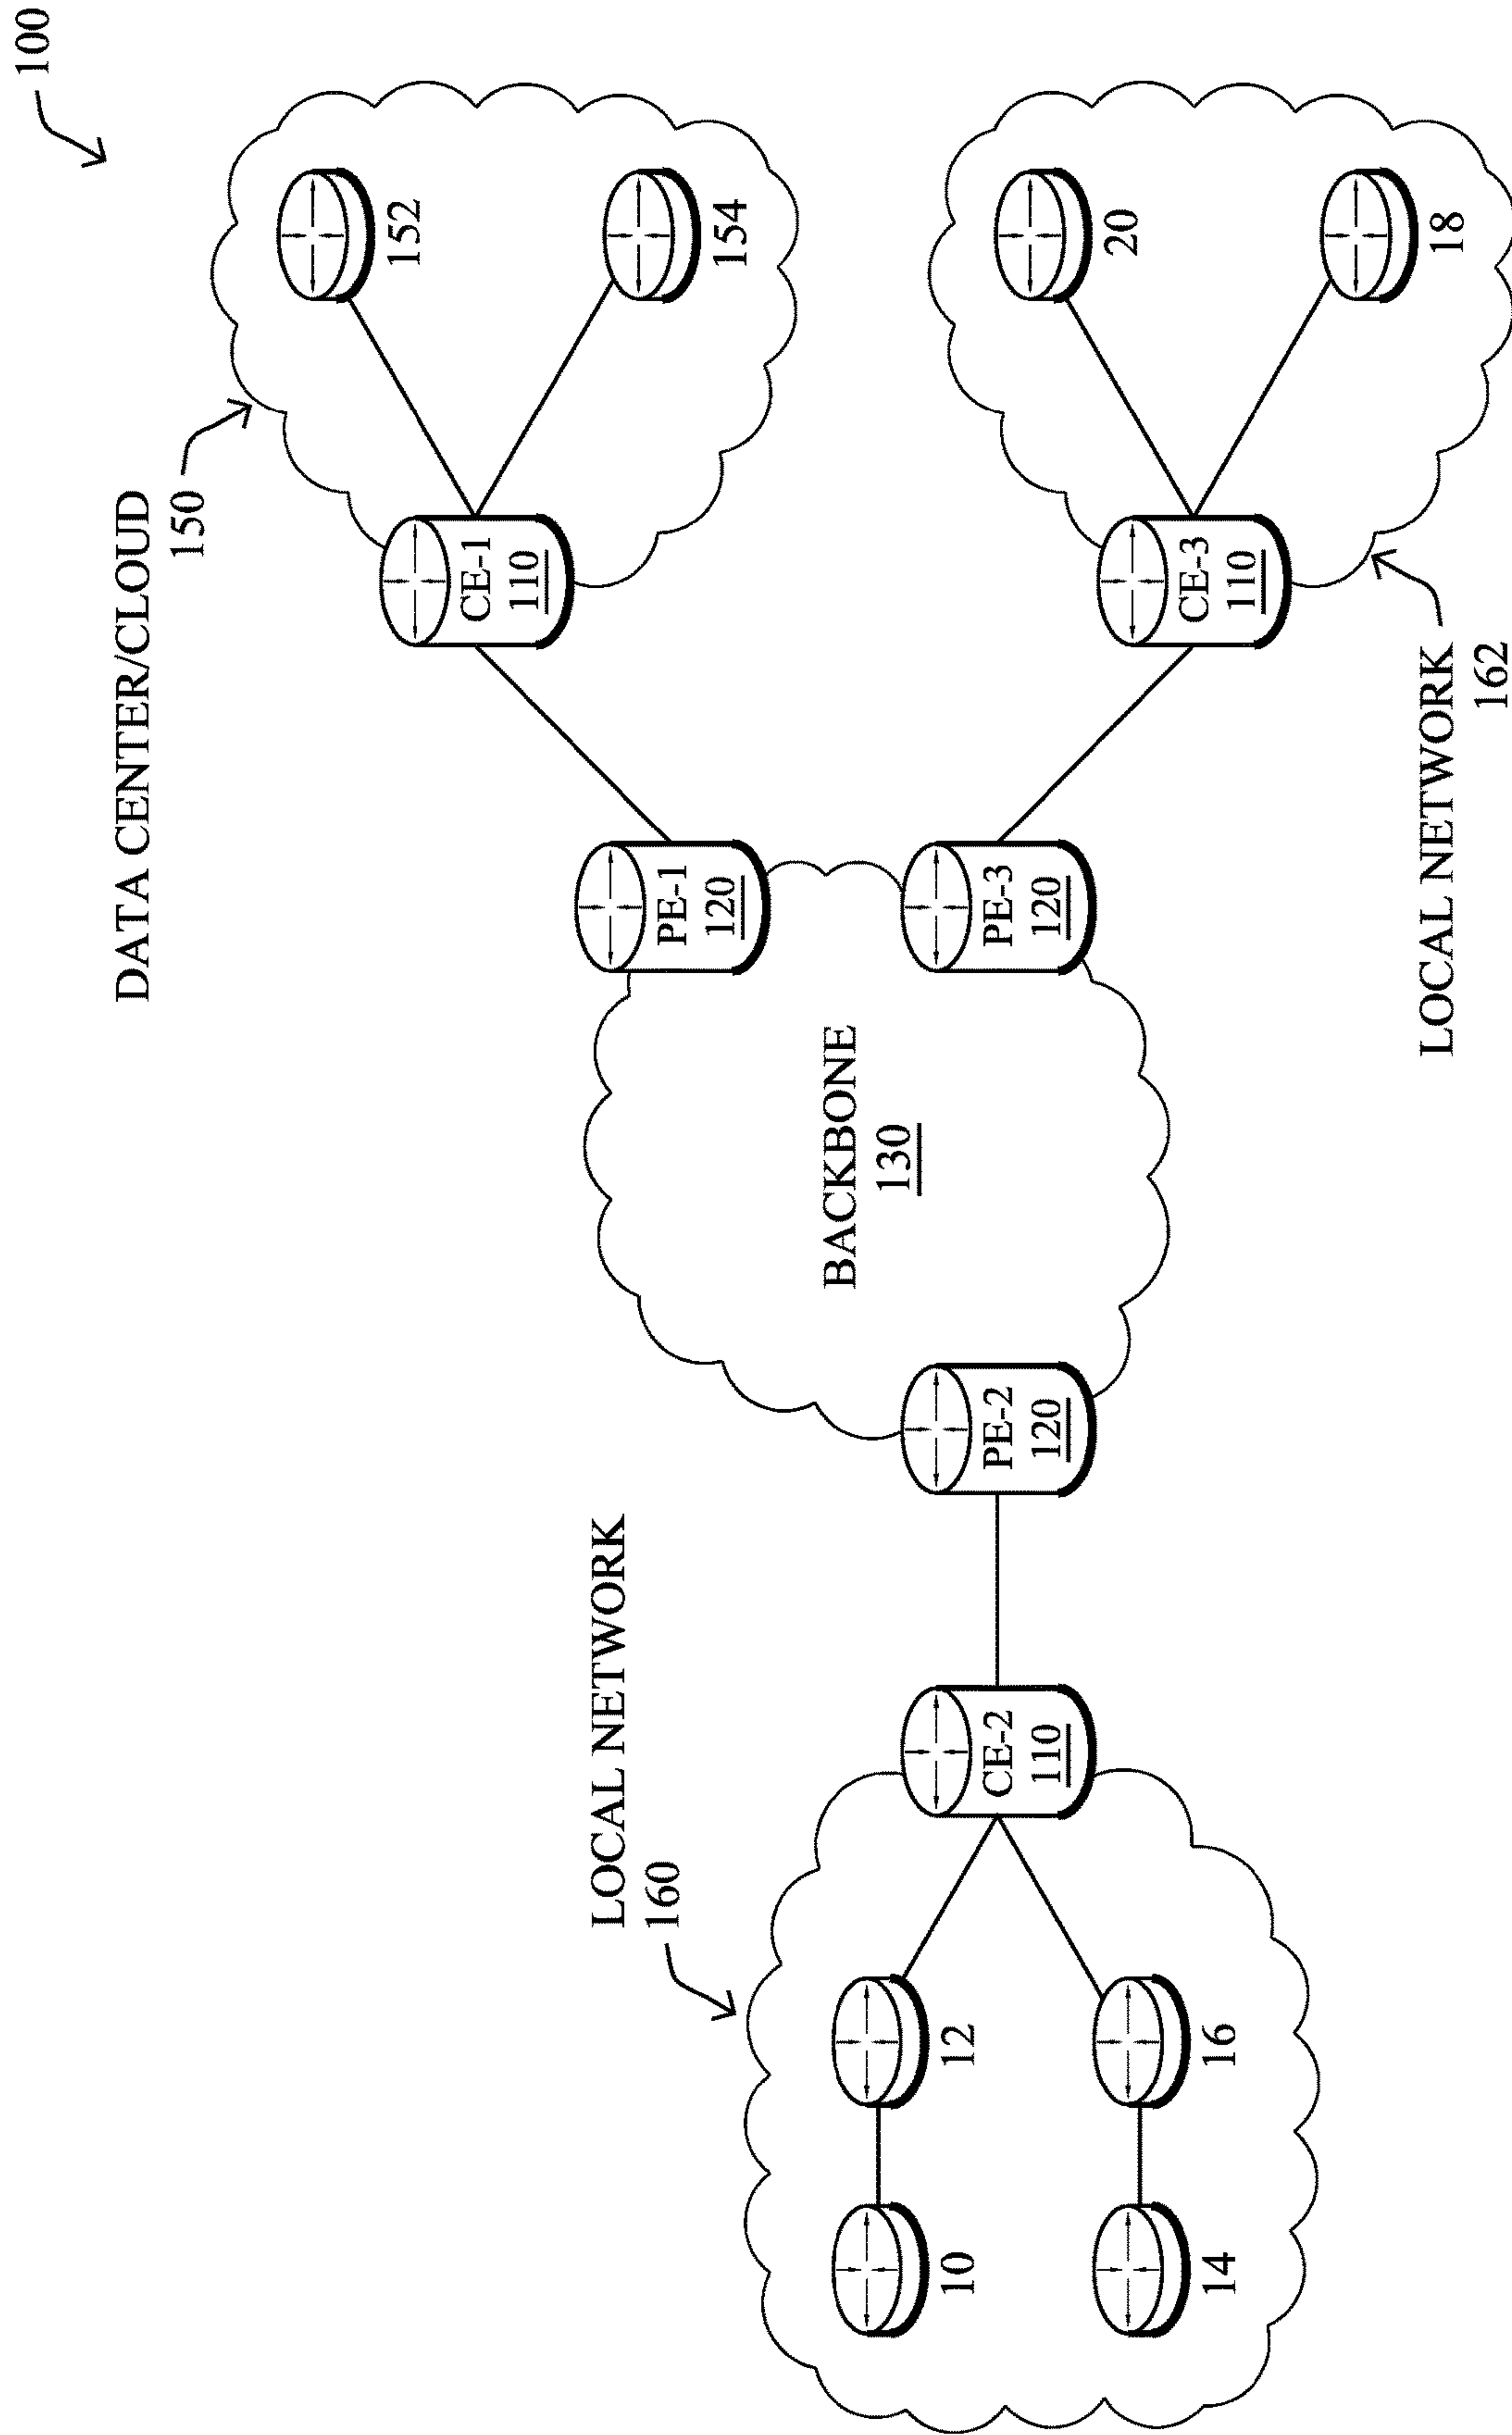 100
DATA CENTER/CLOUD
150
152
154
CE-1
110
PE-1
120
BACKBONE
130
PE-3
120
CE-3
110
20
18
LOCAL NETWORK
162
LOCAL NETWORK
160
PE-2
120
CE-2
110
12
10
16
14